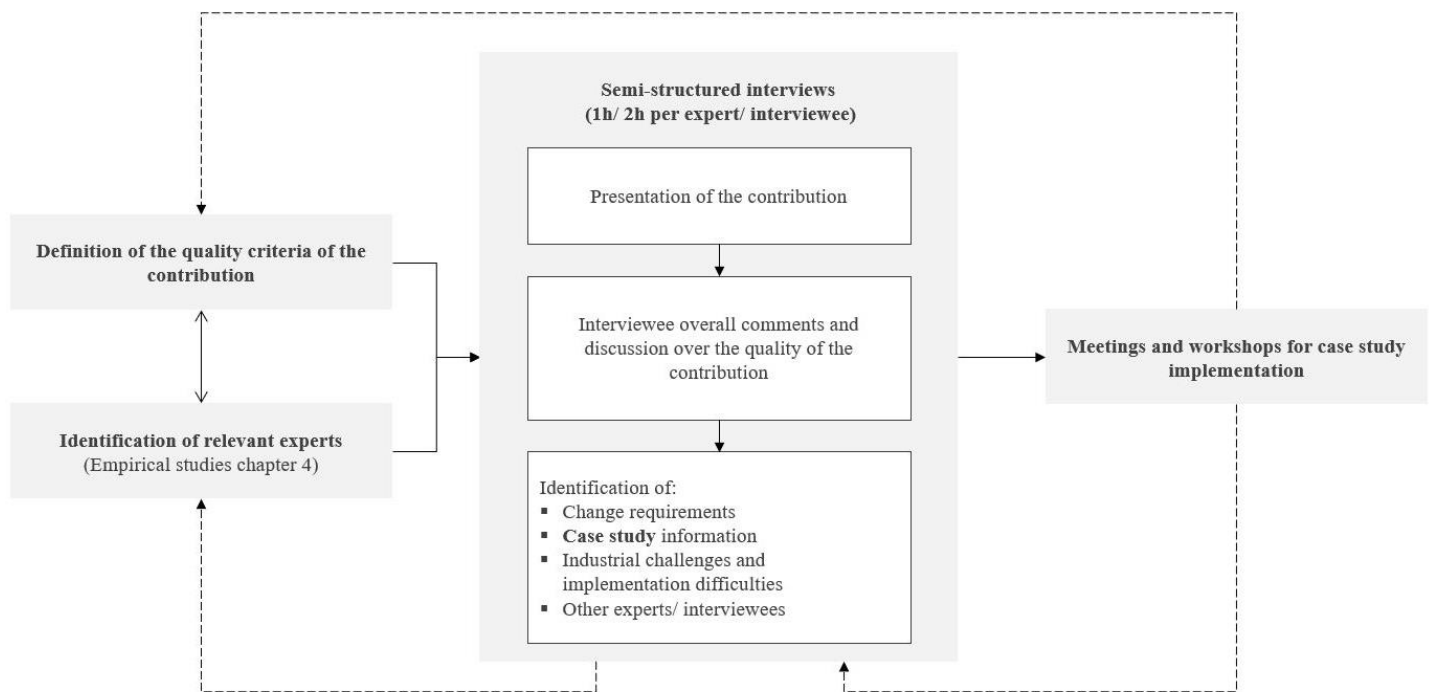 Semi-structured interviews
(1h/ 2h per expert/ interviewee)
Presentation of the contribution
Definition of the quality criteria of the
contribution
Interviewee overall comments and
discussion over the quality of the
contribution
Meetings and workshops for case study
implementation
Identification of relevant experts
(Empirical studies chapter 4)
Identification of:
▪ Change requirements
▪ Case study information
▪ Industrial challenges and
implementation difficulties
▪ Other experts/ interviewees